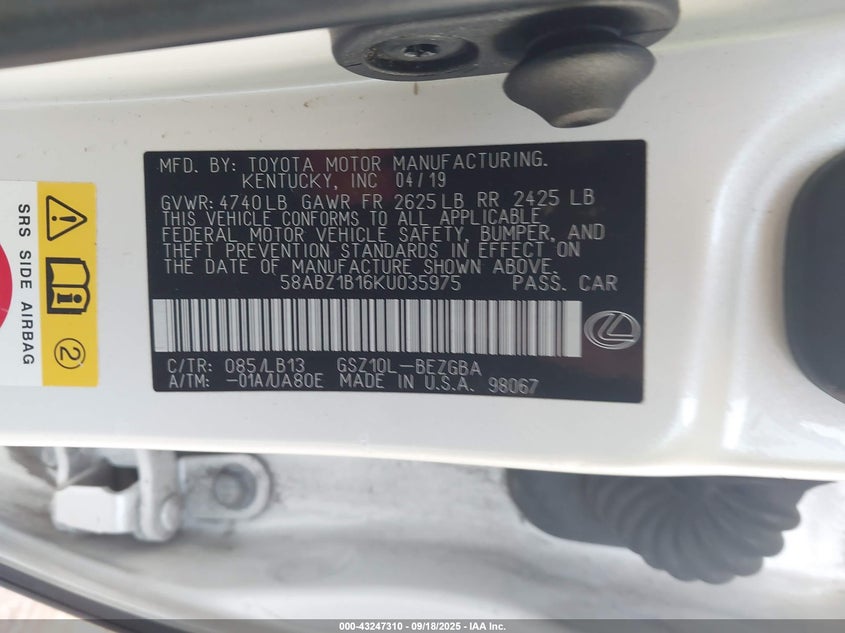 MFD. BY: TOYOTA MOTOR MANUFACTURING.
KENTUCKY, INC 04/19
GVWR: 4740LB GAWR FR 2625LB RR 2425 LB
THIS VEHICLE CONFORMS TO ALL APPLICABLE
FEDERAL MOTOR VEHICLE SAFETY, BUMPER, AND
THEFT PREVENTION STANDARDS IN EFFECT ON
THE DATE OF MANUFACTURE SHOWN ABOVE.
58ABZ1B16KU035975 PASS. CAR
C/TR: 085/LB13 GSZ10L-BEZGBA
A/TM: -01A/UA80E MADE IN U.S.A. 98067
SRS SIDE AIRBAG
2
000-43247310 | 09/18/2025 | IAA Inc.